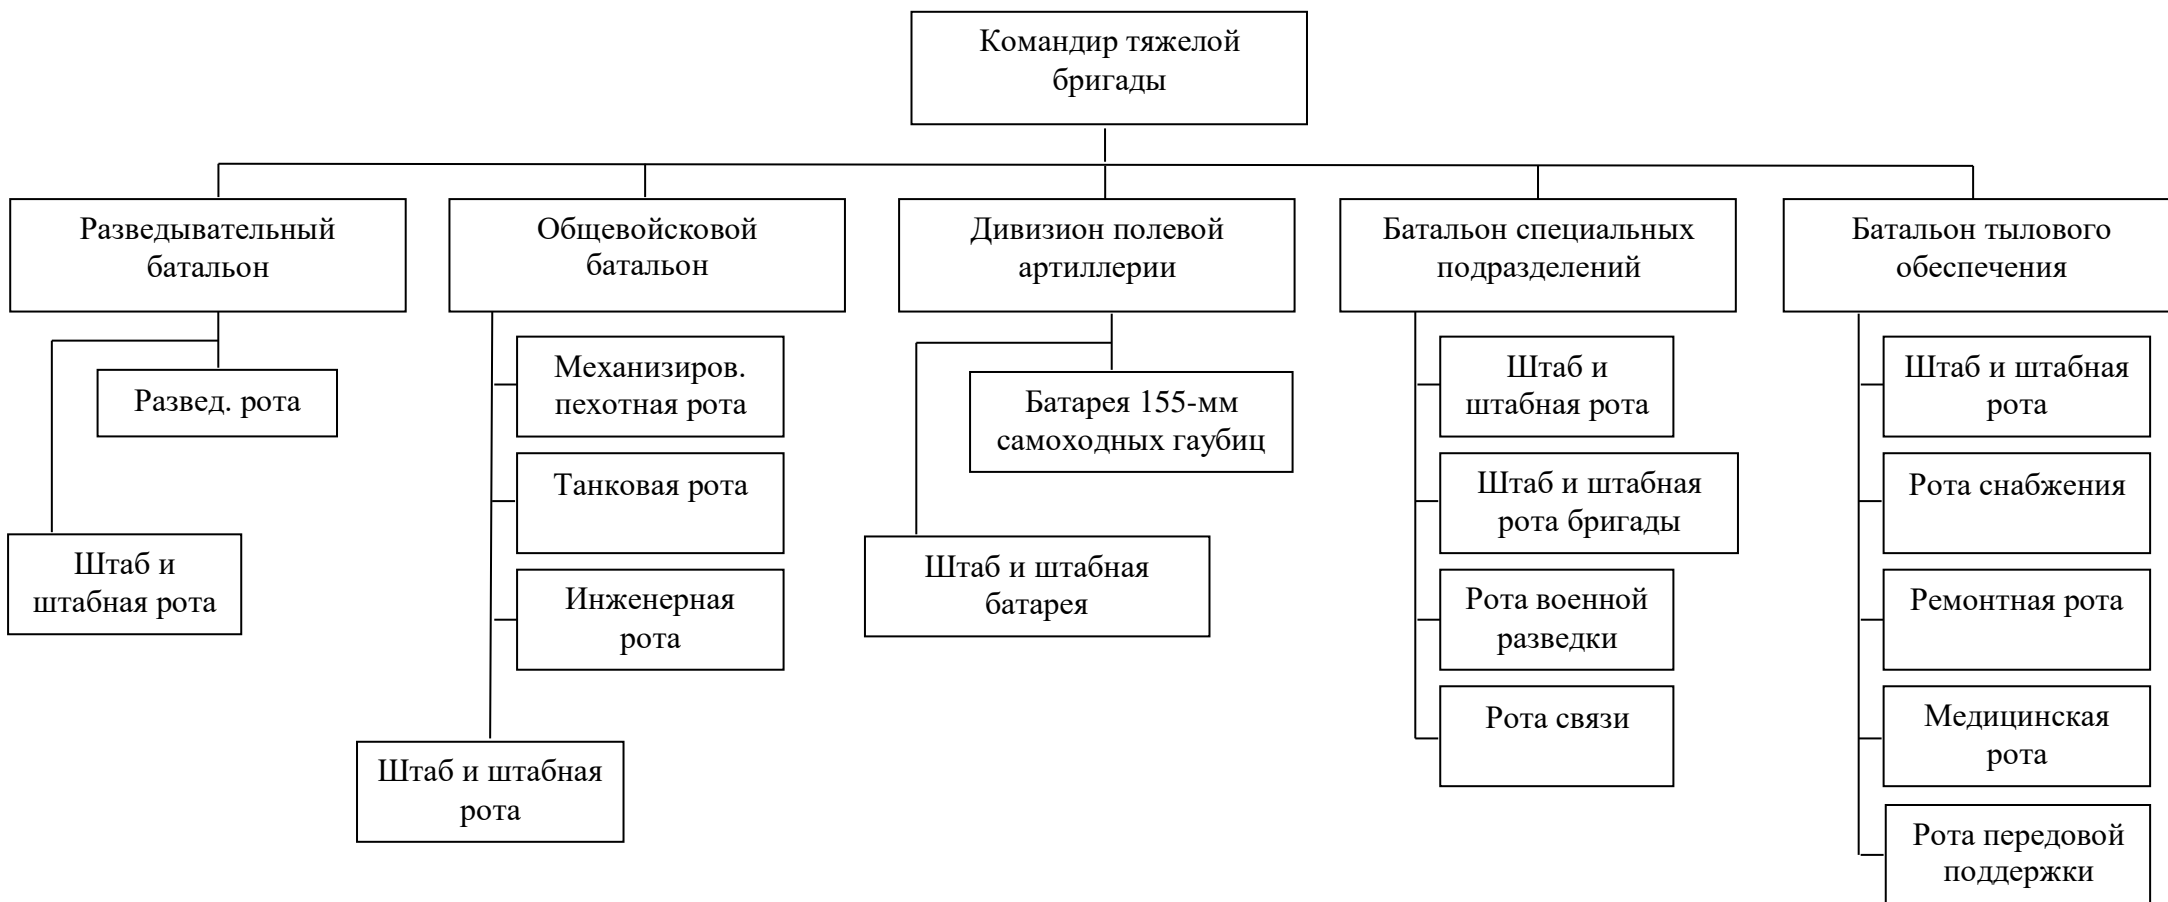 Командир тяжелой
бригады
Разведывательный
батальон
Общевойсковой
батальон
Дивизион полевой
артиллерии
Батальон специальных
подразделений
Батальон тылового
обеспечения
Развед. рота
Штаб и
штабная рота
Механизиров.
пехотная рота
Танковая рота
Инженерная
рота
Штаб и штабная
рота
Батарея 155-мм
самоходных гаубиц
Штаб и штабная
батарея
Штаб и
штабная рота
Штаб и штабная
рота бригады
Рота военной
разведки
Рота связи
Штаб и штабная
рота
Рота снабжения
Ремонтная рота
Медицинская
рота
Рота передовой
поддержки